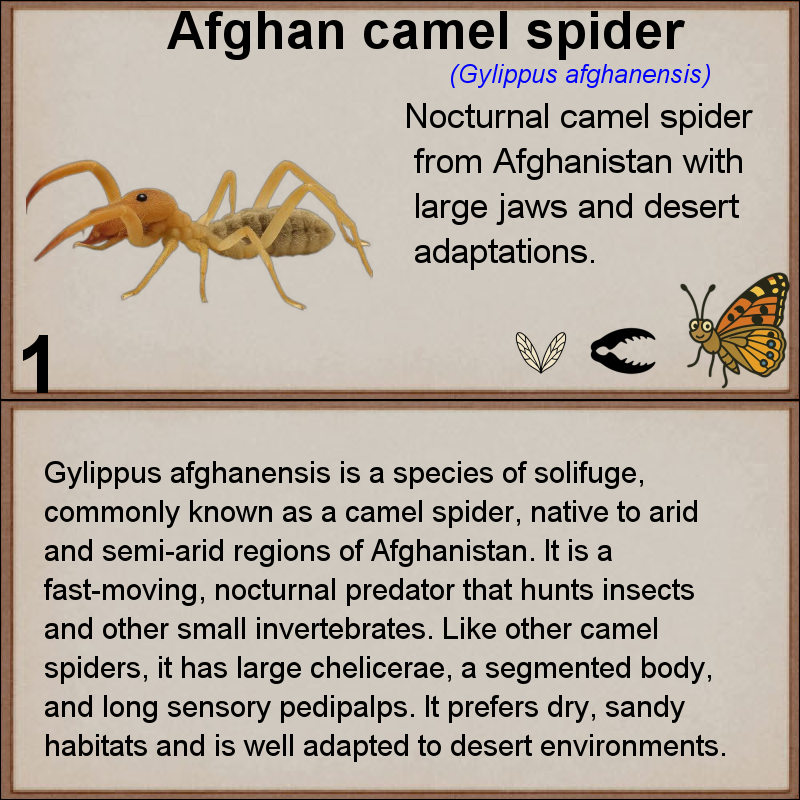 Afghan camel spider
(Gylippus afghanensis)
Nocturnal camel spider
from Afghanistan with
large jaws and desert
adaptations.
1
Gylippus afghanensis is a species of solifuge,
commonly known as a camel spider, native to arid
and semi-arid regions of Afghanistan. It is a
fast-moving, nocturnal predator that hunts insects
and other small invertebrates. Like other camel
spiders, it has large chelicerae, a segmented body,
and long sensory pedipalps. It prefers dry, sandy
habitats and is well adapted to desert environments.